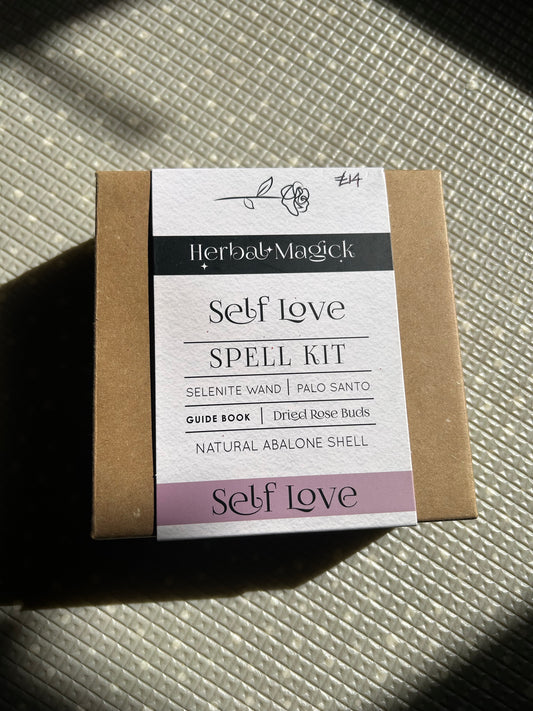 £14
Herbal Magick
Self Love
SPELL KIT
SELENITE WAND | PALO SANTO
GUIDE BOOK | Dried Rose Buds
NATURAL ABALONE SHELL
Self Love